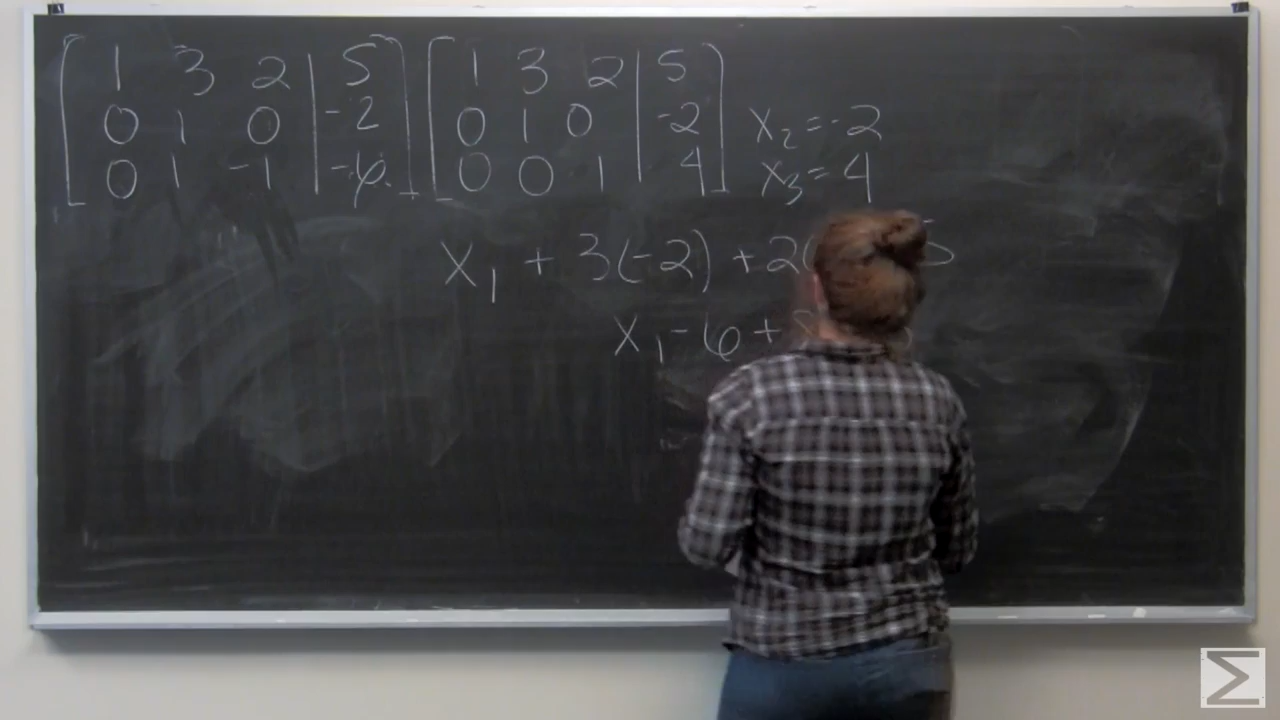 [1 3 2 | 5] [1 3 2 | 5]
[0 1 0 | -2] [0 1 0 | -2] x₂ = -2
[0 1 -1 | -6] [0 0 1 | 4] x₃ = 4
x₁ + 3(-2) + 2( 5
x₁ - 6 +
Σ